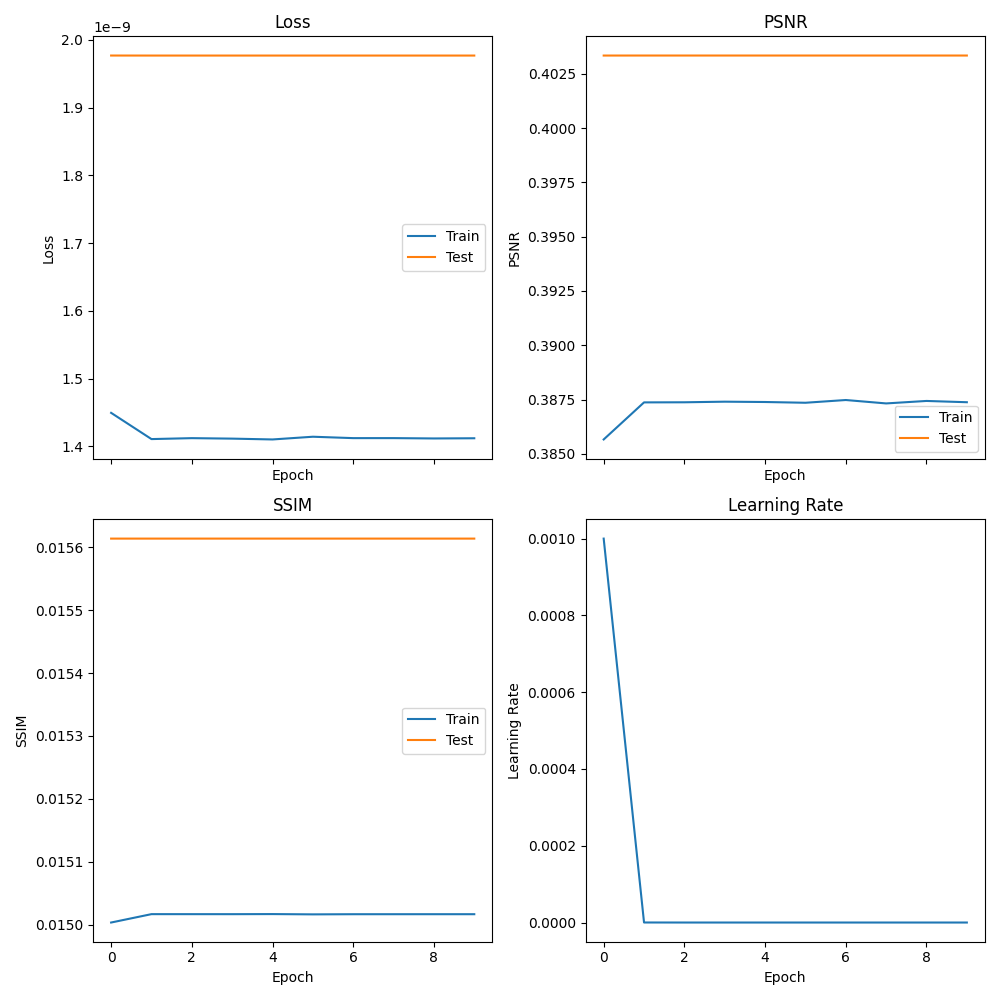 Loss
1e−9
2.0
1.9
1.8
1.7
1.6
1.5
1.4
Loss
Epoch
Train
Test
PSNR
0.4025
0.4000
0.3975
0.3950
0.3925
0.3900
0.3875
0.3850
PSNR
Epoch
Train
Test
SSIM
0.0156
0.0155
0.0154
0.0153
0.0152
0.0151
0.0150
SSIM
0 2 4 6 8
Epoch
Train
Test
Learning Rate
0.0010
0.0008
0.0006
0.0004
0.0002
0.0000
Learning Rate
0 2 4 6 8
Epoch